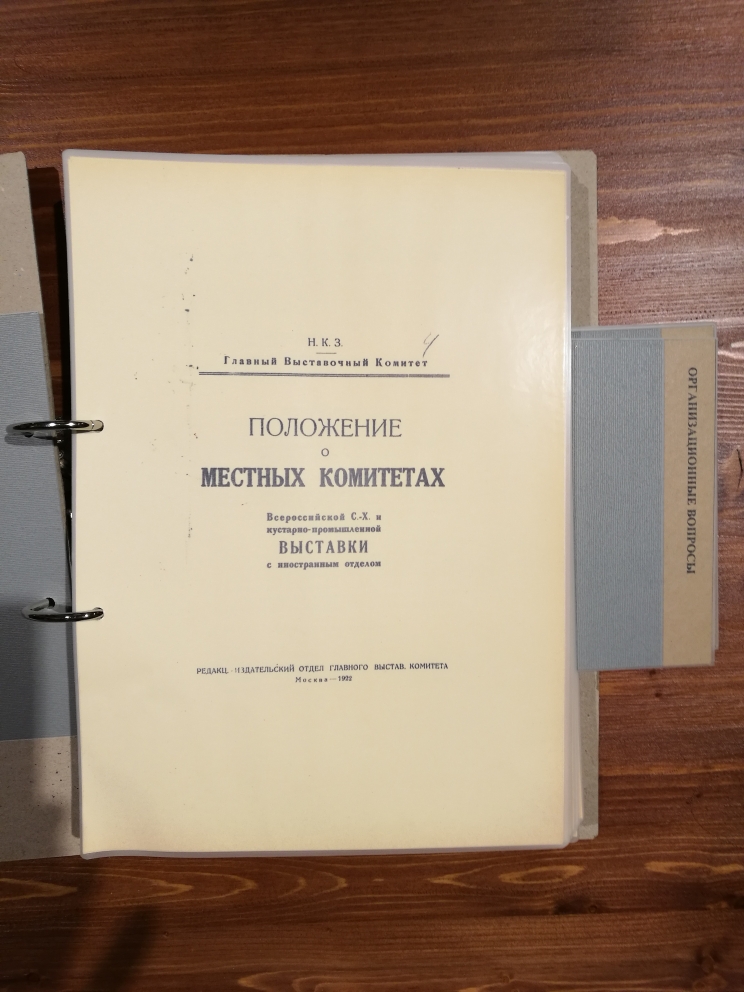 Н. К. З.
Главный Выставочный Комитет
ПОЛОЖЕНИЕ
о
МЕСТНЫХ КОМИТЕТАХ
Всероссийской С.-Х. и
кустарно-промышленной
ВЫСТАВКИ
с иностранным отделом
РЕДАКЦ.-ИЗДАТЕЛЬСКИЙ ОТДЕЛ ГЛАВНОГО ВЫСТАВ. КОМИТЕТА
Москва—1922
ОРГАНИЗАЦИОННЫЕ ВОПРОСЫ